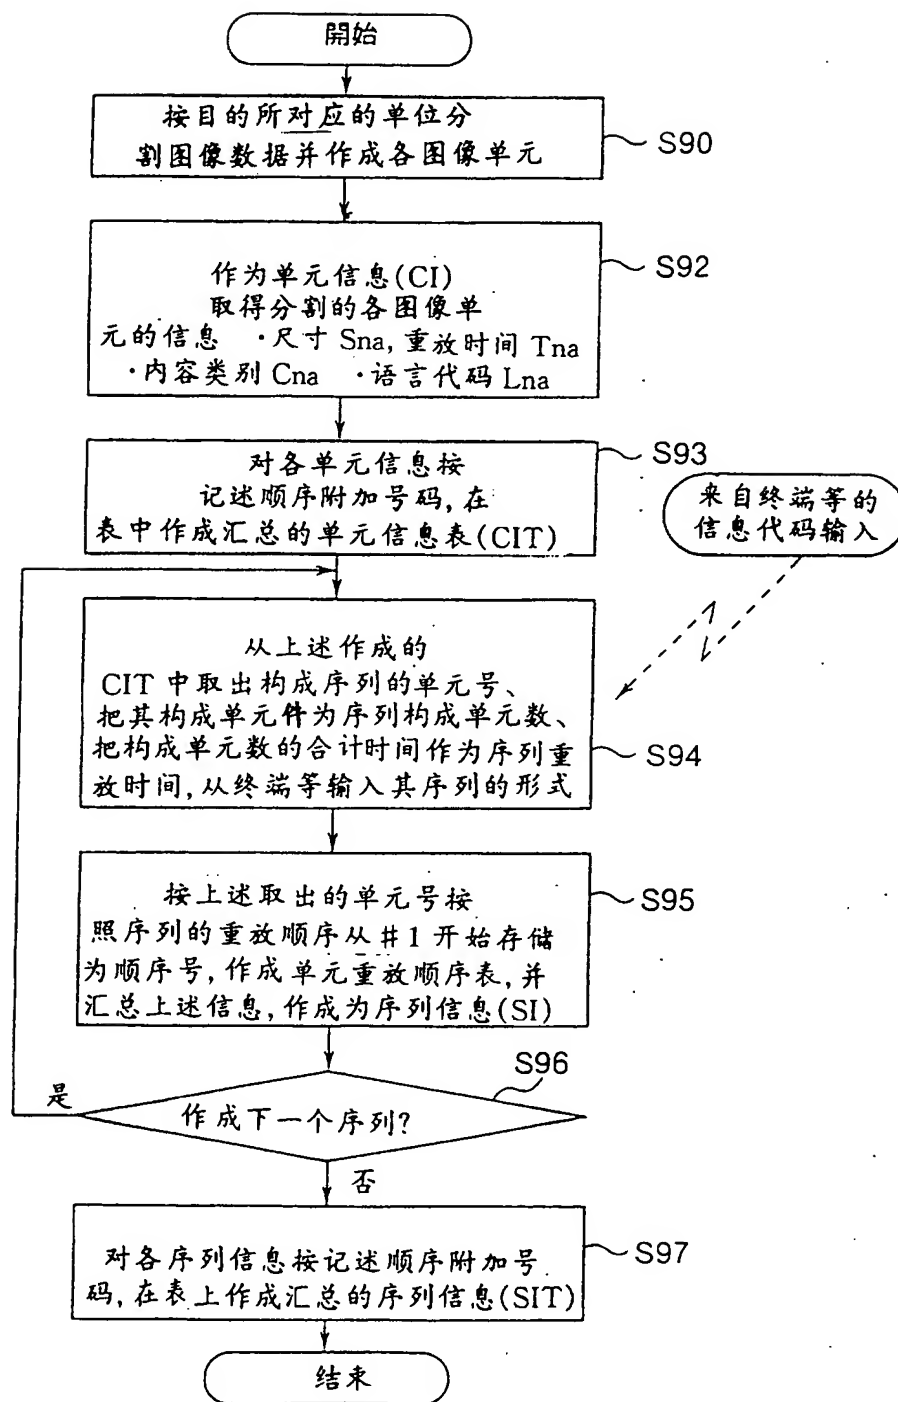 開始
按目的所对应的单位分
割图像数据并作成各图像单元
S90
作为单元信息(CI)
取得分割的各图像单
元的信息 ·尺寸 Sna,重放时间 Tna
·内容类别 Cna ·语言代码 Lna
S92
对各单元信息按
记述顺序附加号码,在
表中作成汇总的单元信息表(CIT)
S93
来自终端等的
信息代码输入
从上述作成的
CIT 中取出构成序列的单元号、
把其构成单元件为序列构成单元数、
把构成单元数的合计时间作为序列重
放时间,从终端等输入其序列的形式
S94
按上述取出的单元号按
照序列的重放顺序从 #1 开始存储
为顺序号,作成单元重放顺序表,并
汇总上述信息,作成为序列信息(SI)
S95
S96
是
作成下一个序列?
否
对各序列信息按记述顺序附加号
码,在表上作成汇总的序列信息(SIT)
S97
结束